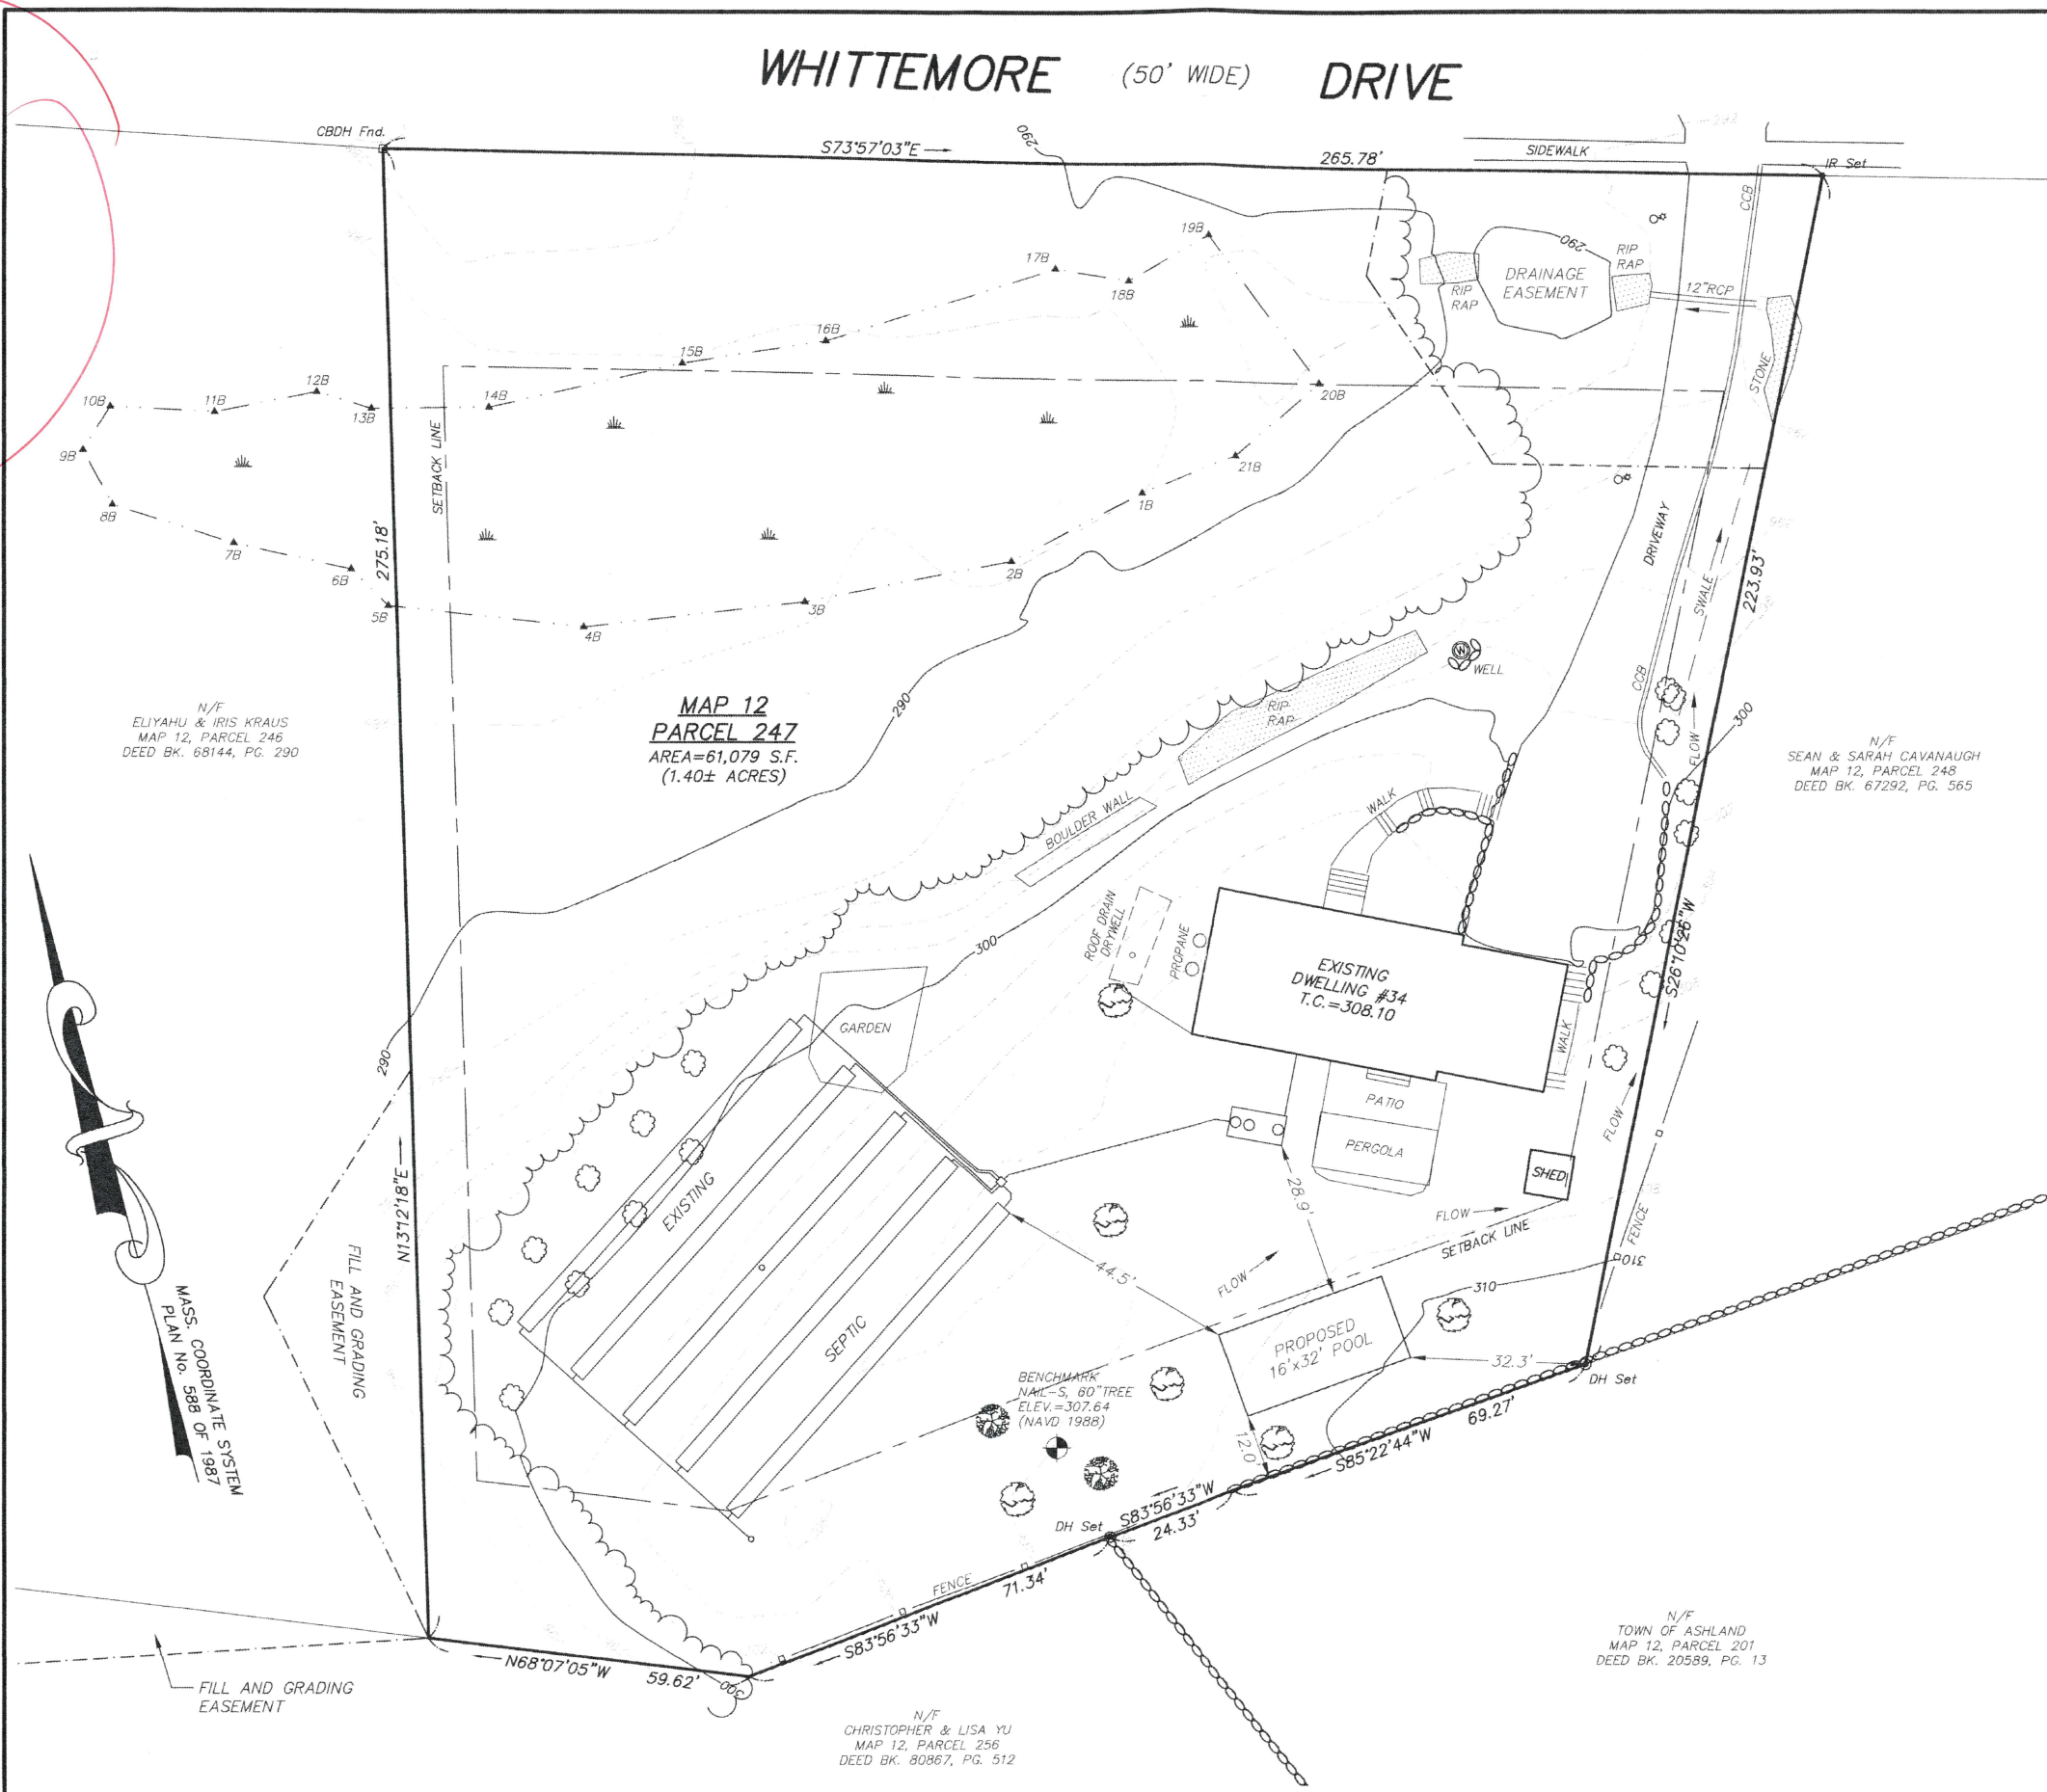 WHITTEMORE (50' WIDE) DRIVE
CBDH Fnd.
S73°57'03"E
265.78'
290
SIDEWALK
IR Set
CCB
19B
17B
18B
RIP
RAP
DRAINAGE
EASEMENT
290
RIP
RAP
12"RCP
STONE
16B
15B
14B
13B
12B
11B
10B
9B
8B
7B
6B
5B
4B
3B
2B
1B
21B
20B
SETBACK LINE
275.18'
DRIVEWAY
SWALE
223.93'
CCB
FLOW
300
WELL
RIP
RAP
290
N/F
ELIYAHU & IRIS KRAUS
MAP 12, PARCEL 246
DEED BK. 68144, PG. 290
MAP 12
PARCEL 247
AREA=61,079 S.F.
(1.40± ACRES)
N/F
SEAN & SARAH CAVANAUGH
MAP 12, PARCEL 248
DEED BK. 67292, PG. 565
WALK
BOULDER WALL
ROOF DRAIN
DRYWELL
PROPANE
300
EXISTING
DWELLING #34
T.C.=308.10
S26°10'26"W
WALK
GARDEN
290
PATIO
PERGOLA
SHED
FLOW
FENCE
N13°12'18"E
EXISTING
SEPTIC
28.9'
44.5'
FLOW
FLOW
SETBACK LINE
310
310
FILL AND GRADING
EASEMENT
MASS. COORDINATE SYSTEM
PLAN No. 588 OF 1987
PROPOSED
16'x32' POOL
32.3'
DH Set
BENCHMARK
NAIL-S, 60"TREE
ELEV.=307.64
(NAVD 1988)
12.0'
69.27'
S85°22'44"W
S83°56'33"W
24.33'
DH Set
FENCE
71.34'
S83°56'33"W
N68°07'05"W
59.62'
300
FILL AND GRADING
EASEMENT
N/F
TOWN OF ASHLAND
MAP 12, PARCEL 201
DEED BK. 20589, PG. 13
N/F
CHRISTOPHER & LISA YU
MAP 12, PARCEL 256
DEED BK. 80867, PG. 512